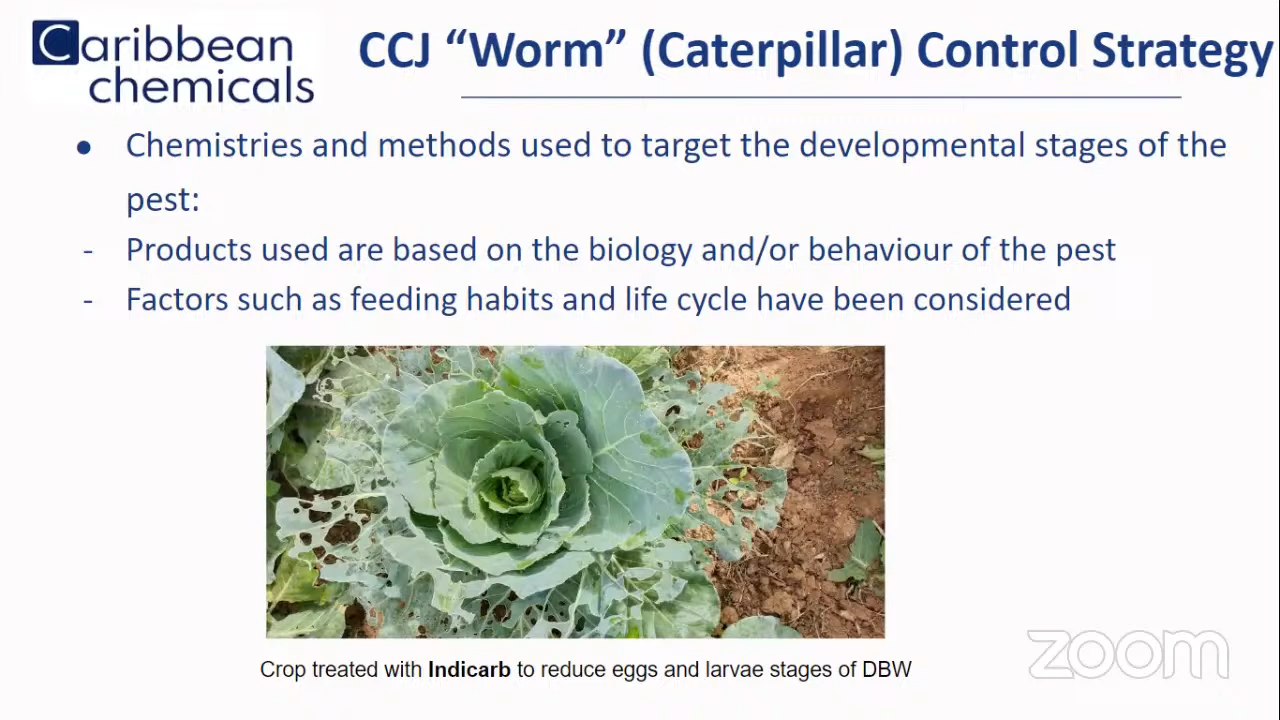 Caribbean
chemicals
CCJ “Worm” (Caterpillar) Control Strategy
● Chemistries and methods used to target the developmental stages of the
pest:
- Products used are based on the biology and/or behaviour of the pest
- Factors such as feeding habits and life cycle have been considered
Crop treated with Indicarb to reduce eggs and larvae stages of DBW
zoom